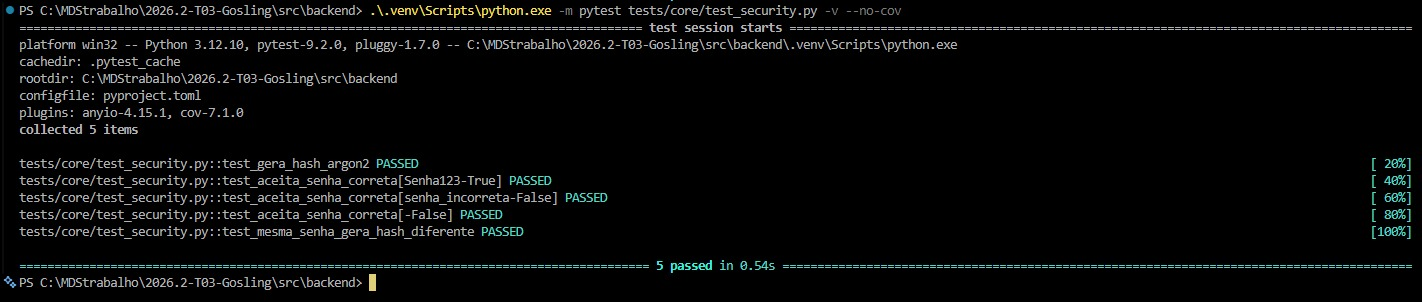 PS C:\MDStrabalho\2026.2-T03-Gosling\src\backend> .\.venv\Scripts\python.exe -m pytest tests/core/test_security.py -v --no-cov
================================ test session starts ================================
platform win32 -- Python 3.12.10, pytest-9.2.0, pluggy-1.7.0 -- C:\MDStrabalho\2026.2-T03-Gosling\src\backend\.venv\Scripts\python.exe
cachedir: .pytest_cache
rootdir: C:\MDStrabalho\2026.2-T03-Gosling\src\backend
configfile: pyproject.toml
plugins: anyio-4.15.1, cov-7.1.0
collected 5 items
tests/core/test_security.py::test_gera_hash_argon2 PASSED [ 20%]
tests/core/test_security.py::test_aceita_senha_correta[Senha123-True] PASSED [ 40%]
tests/core/test_security.py::test_aceita_senha_correta[senha_incorreta-False] PASSED [ 60%]
tests/core/test_security.py::test_aceita_senha_correta[-False] PASSED [ 80%]
tests/core/test_security.py::test_mesma_senha_gera_hash_diferente PASSED [100%]
================================ 5 passed in 0.54s ================================
PS C:\MDStrabalho\2026.2-T03-Gosling\src\backend>